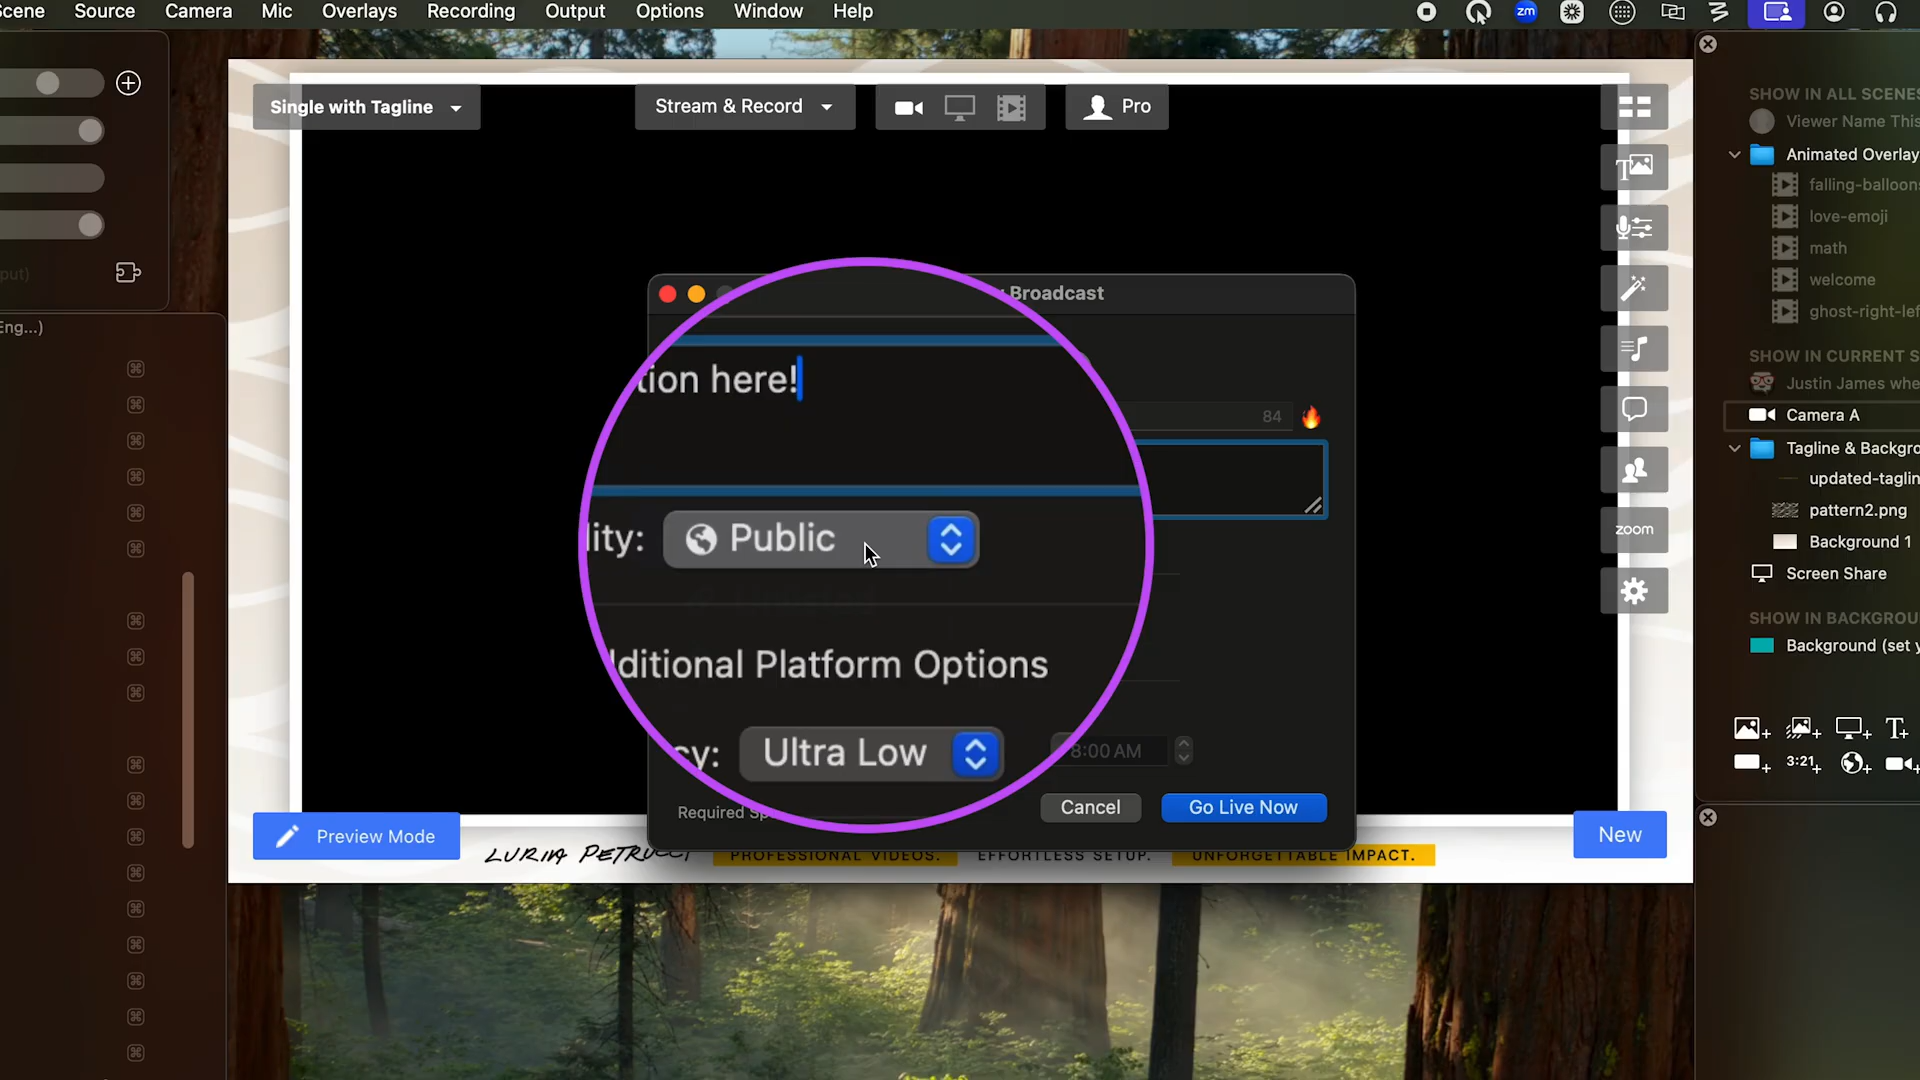 Scene Source Camera Mic Overlays Recording Output Options Window Help
zm
Single with Tagline
Stream & Record
Pro
put)
Eng...)
Broadcast
tion here!
84
lity: Public
dditional Platform Options
cy: Ultra Low
8:00 AM
Required
Cancel
Go Live Now
Preview Mode
New
LURIA PETRUCCI PROFESSIONAL VIDEOS. EFFORTLESS SETUP. UNFORGETTABLE IMPACT.
zoom
SHOW IN ALL SCENES
Viewer Name This
Animated Overlay
falling-balloons
love-emoji
math
welcome
ghost-right-lef
SHOW IN CURRENT S
Justin James whe
Camera A
Tagline & Backgro
updated-taglin
pattern2.png
Background 1
Screen Share
SHOW IN BACKGROU
Background (set y
T+
3:21+